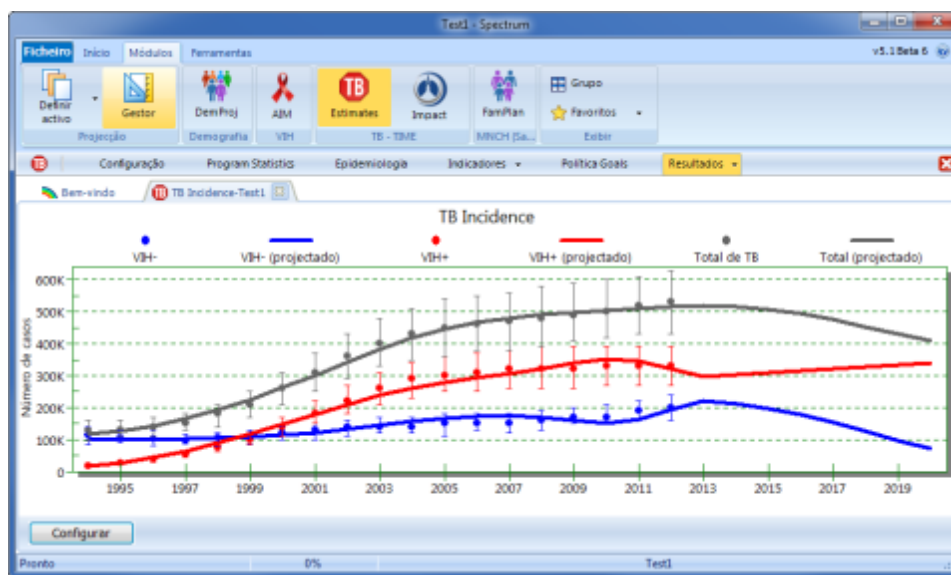 Test1 - Spectrum
Ficheiro Início Módulos Ferramentas v5.1 Beta 6
Definir activo Gestor DemProj AIM Estimates Impact FamPlan Grupo Favoritos
Projecção Demografia VIH TB - TIME MNCH (Sa... Exibir
Configuração Program Statistics Epidemiologia Indicadores Política Goals Resultados
Bem-vindo TB Incidence-Test1
TB Incidence
VIH- VIH- (projectado) VIH+ VIH+ (projectado) Total de TB Total (projectado)
Número de casos
600K
500K
400K
300K
200K
100K
0
1995 1997 1999 2001 2003 2005 2007 2009 2011 2013 2015 2017 2019
Configurar
Pronto 0% Test1